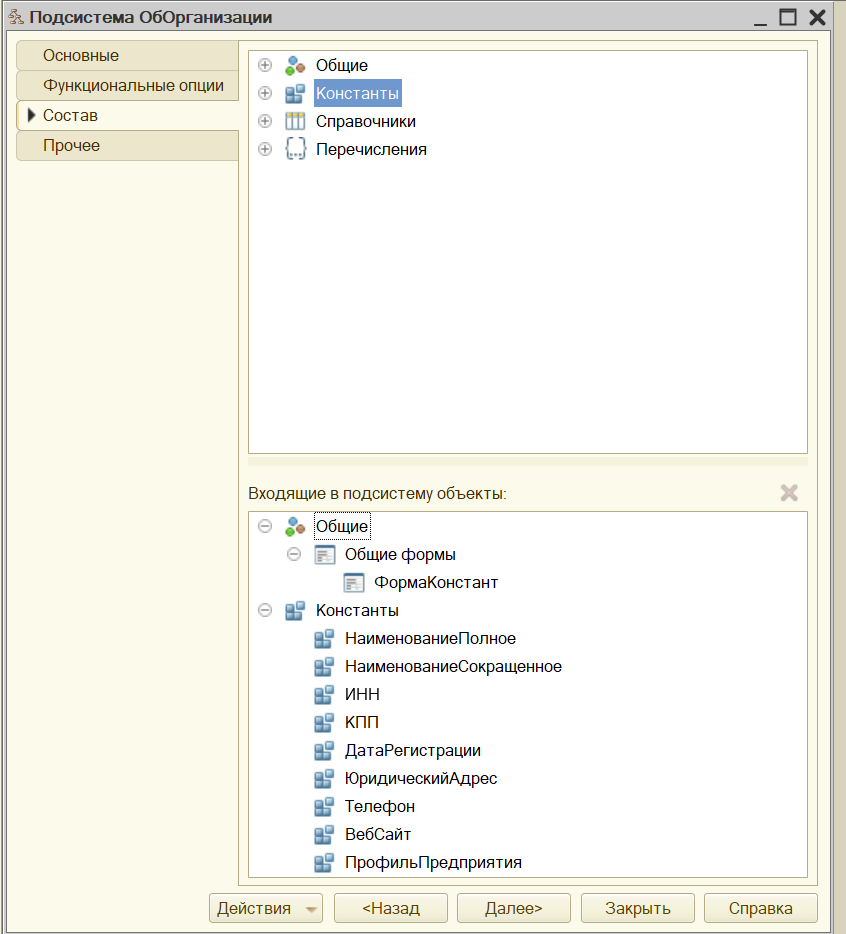 Подсистема ОбОрганизации
Основные
Функциональные опции
Состав
Прочее
Общие
Константы
Справочники
Перечисления
Входящие в подсистему объекты:
Общие
Общие формы
ФормаКонстант
Константы
НаименованиеПолное
НаименованиеСокращенное
ИНН
КПП
ДатаРегистрации
ЮридическийАдрес
Телефон
ВебСайт
ПрофильПредприятия
Действия
<Назад
Далее>
Закрыть
Справка